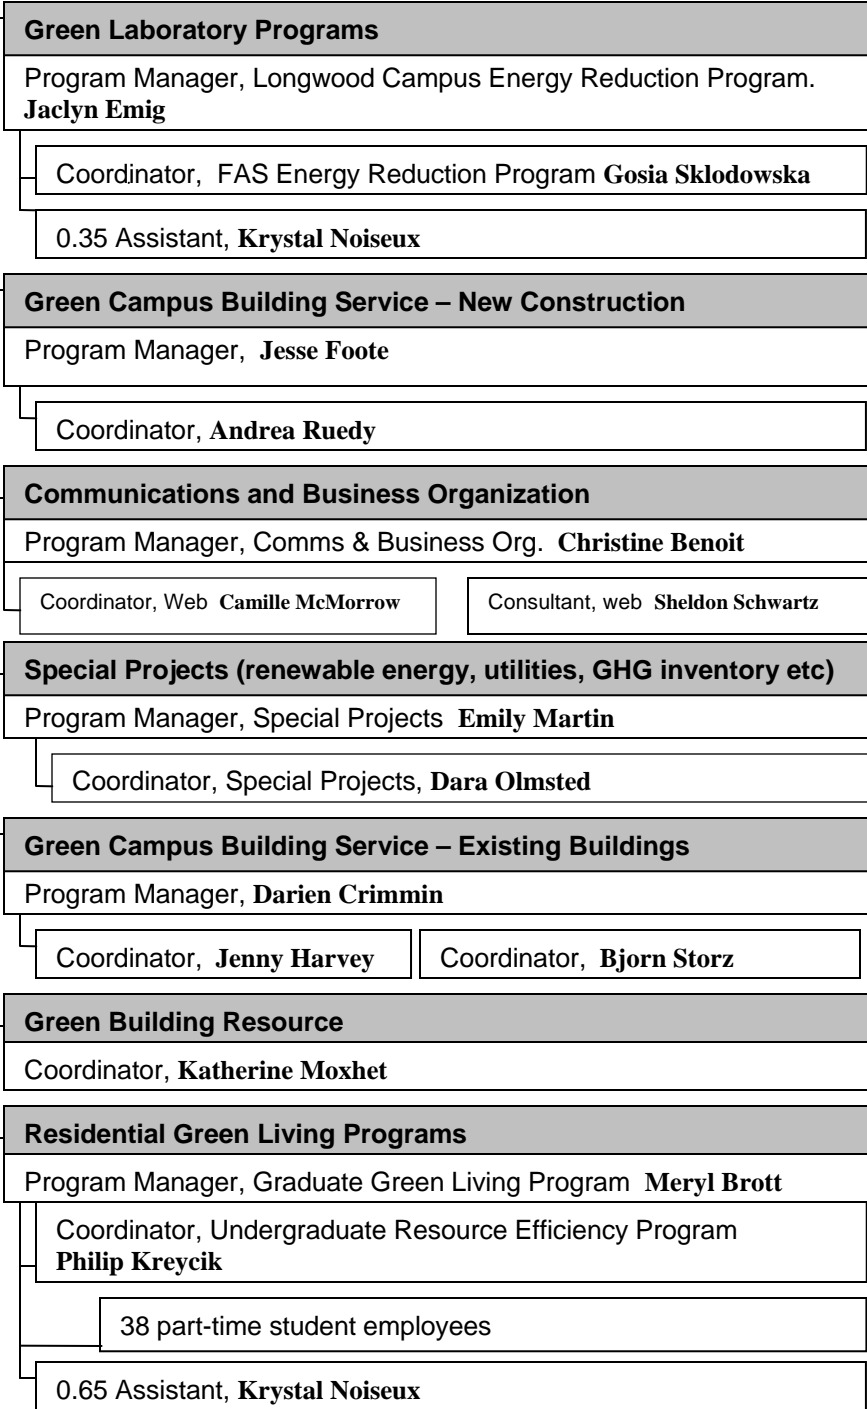 Green Laboratory Programs
Program Manager, Longwood Campus Energy Reduction Program.
Jaclyn Emig
Coordinator, FAS Energy Reduction Program Gosia Sklodowska
0.35 Assistant, Krystal Noiseux
Green Campus Building Service – New Construction
Program Manager, Jesse Foote
Coordinator, Andrea Ruedy
Communications and Business Organization
Program Manager, Comms & Business Org. Christine Benoit
Coordinator, Web Camille McMorrow
Consultant, web Sheldon Schwartz
Special Projects (renewable energy, utilities, GHG inventory etc)
Program Manager, Special Projects Emily Martin
Coordinator, Special Projects, Dara Olmsted
Green Campus Building Service – Existing Buildings
Program Manager, Darien Crimmin
Coordinator, Jenny Harvey
Coordinator, Bjorn Storz
Green Building Resource
Coordinator, Katherine Moxhet
Residential Green Living Programs
Program Manager, Graduate Green Living Program Meryl Brott
Coordinator, Undergraduate Resource Efficiency Program
Philip Kreycik
38 part-time student employees
0.65 Assistant, Krystal Noiseux